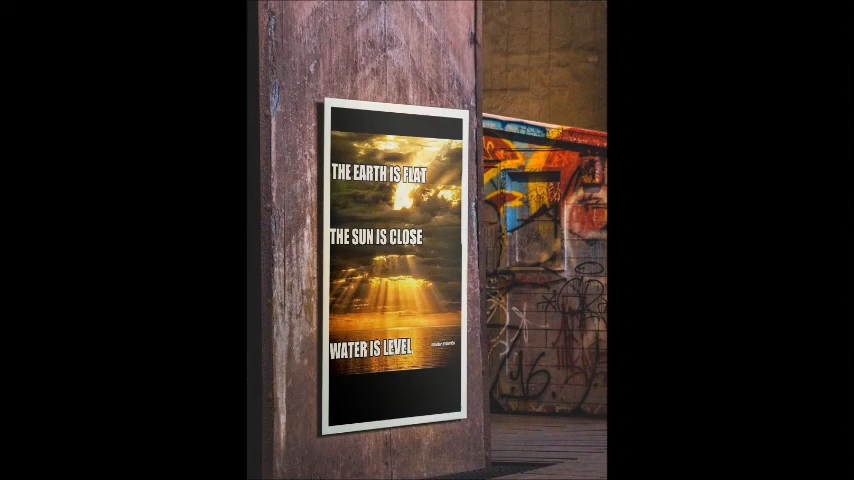 THE EARTH IS FLAT
THE SUN IS CLOSE
WATER IS LEVEL